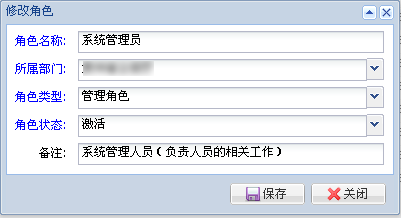 修改角色
角色名称: 系统管理员
所属部门:
角色类型: 管理角色
角色状态: 激活
备注: 系统管理人员 ( 负责人员的相关工作 )
保存 关闭